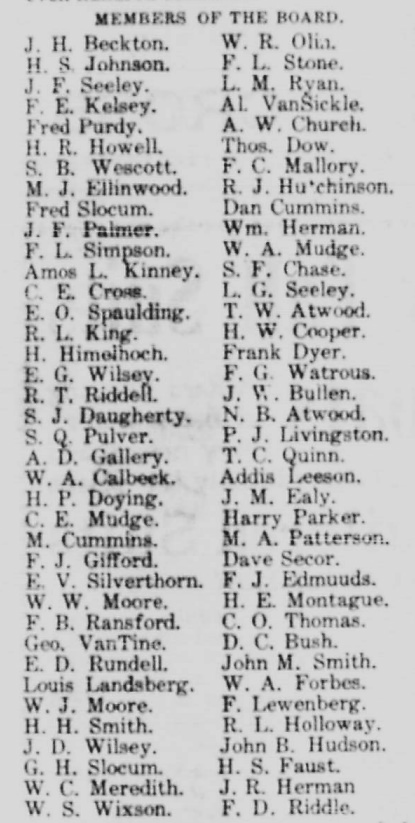 MEMBERS OF THE BOARD.
J. H. Beckton.
H. S. Johnson.
J. F. Seeley.
F. E. Kelsey.
Fred Purdy.
H. R. Howell.
S. B. Wescott.
M. J. Ellinwood.
Fred Slocum.
J. F. Palmer.
F. L. Simpson.
Amos L. Kinney.
C. E. Cross.
E. O. Spaulding.
R. L. King.
H. Himelhoch.
E. G. Wilsey.
R. T. Riddell.
S. J. Daugherty.
S. Q. Pulver.
A. D. Gallery.
W. A. Calbeck.
H. P. Doying.
C. E. Mudge.
M. Cummins.
F. J. Gifford.
E. V. Silverthorn.
W. W. Moore.
F. B. Ransford.
Geo. VanTine.
E. D. Rundell.
Louis Landsberg.
W. J. Moore.
H. H. Smith.
J. D. Wilsey.
G. H. Slocum.
W. C. Meredith.
W. S. Wixson.
W. R. Olin.
F. L. Stone.
L. M. Ryan.
Al. VanSickle.
A. W. Church.
Thos. Dow.
F. C. Mallory.
R. J. Hutchinson.
Dan Cummins.
Wm. Herman.
W. A. Mudge.
S. F. Chase.
L. G. Seeley.
T. W. Atwood.
H. W. Cooper.
Frank Dyer.
F. G. Watrous.
J. W. Bullen.
N. B. Atwood.
P. J. Livingston.
T. C. Quinn.
Addis Leeson.
J. M. Ealy.
Harry Parker.
M. A. Patterson.
Dave Secor.
F. J. Edmuuds.
H. E. Montague.
C. O. Thomas.
D. C. Bush.
John M. Smith.
W. A. Forbes.
F. Lewenberg.
R. L. Holloway.
John B. Hudson.
H. S. Faust.
J. R. Herman
F. D. Riddle.